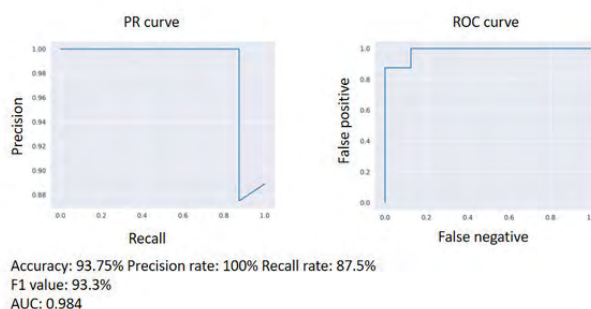 PR curve
ROC curve
1.00
0.98
0.96
0.94
0.92
0.90
0.88
Precision
0.0 0.2 0.4 0.6 0.8 1.0
Recall
1.0
0.8
0.6
0.4
0.2
0.0
False positive
0.0 0.2 0.4 0.6 0.8 1.0
False negative
Accuracy: 93.75% Precision rate: 100% Recall rate: 87.5%
F1 value: 93.3%
AUC: 0.984